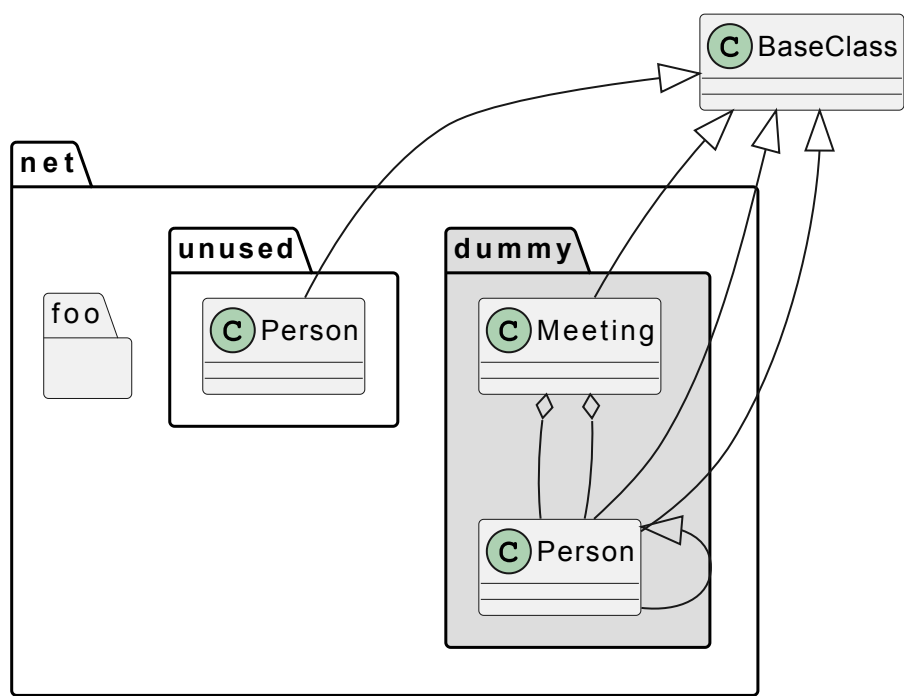 C BaseClass
net
unused
dummy
foo
C Person
C Meeting
C Person